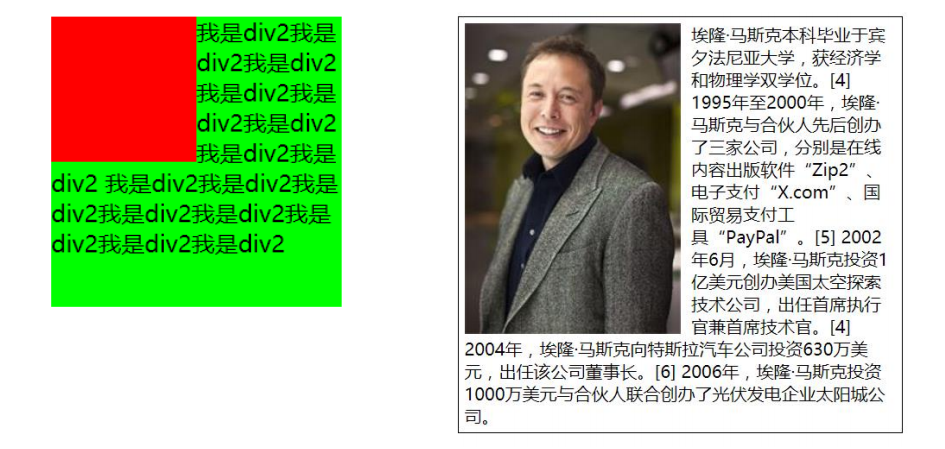 我是div2我是
div2我是div2
我是div2我是
div2我是div2
我是div2我是
div2 我是div2我是div2我是
div2我是div2我是div2我是
div2我是div2我是div2
埃隆·马斯克本科毕业于宾
夕法尼亚大学，获经济学
和物理学双学位。[4]
1995年至2000年，埃隆·
马斯克与合伙人先后创办
了三家公司，分别是在线
内容出版软件“Zip2”、
电子支付“X.com”、国
际贸易支付工
具“PayPal”。[5] 2002
年6月，埃隆·马斯克投资1
亿美元创办美国太空探索
技术公司，出任首席执行
官兼首席技术官。[4]
2004年，埃隆·马斯克向特斯拉汽车公司投资630万美
元，出任该公司董事长。[6] 2006年，埃隆·马斯克投资
1000万美元与合伙人联合创办了光伏发电企业太阳城公
司。